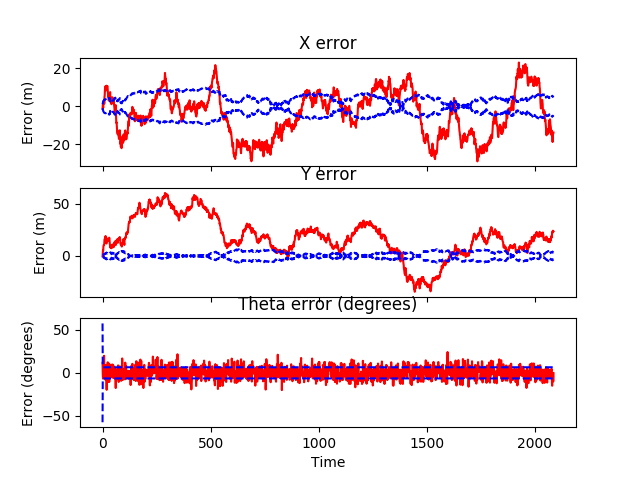 X error
Error (m)
20
0
−20
Y error
Error (m)
50
0
Theta error (degrees)
Error (degrees)
50
0
−50
0 500 1000 1500 2000
Time